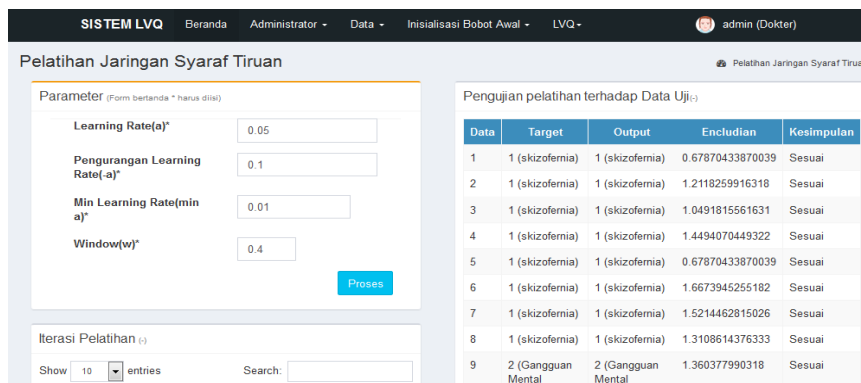 SISTEM LVQ Beranda Administrator Data Inisialisasi Bobot Awal LVQ admin (Dokter)
Pelatihan Jaringan Syaraf Tiruan
Pelatihan Jaringan Syaraf Tirua
Parameter (Form bertanda * harus diisi)
Learning Rate(a)* 0.05
Pengurangan Learning
Rate(-a)* 0.1
Min Learning Rate(min
a)* 0.01
Window(w)* 0.4
Proses
Iterasi Pelatihan (-)
Show 10 entries Search:
Pengujian pelatihan terhadap Data Uji(-)
Data Target Output Encludian Kesimpulan
1 1 (skizofernia) 1 (skizofernia) 0.67870433870039 Sesuai
2 1 (skizofernia) 1 (skizofernia) 1.2118259916318 Sesuai
3 1 (skizofernia) 1 (skizofernia) 1.0491815561631 Sesuai
4 1 (skizofernia) 1 (skizofernia) 1.4494070449322 Sesuai
5 1 (skizofernia) 1 (skizofernia) 0.67870433870039 Sesuai
6 1 (skizofernia) 1 (skizofernia) 1.6673945255182 Sesuai
7 1 (skizofernia) 1 (skizofernia) 1.5214462815026 Sesuai
8 1 (skizofernia) 1 (skizofernia) 1.3108614376333 Sesuai
9 2 (Gangguan 2 (Gangguan 1.360377990318 Sesuai
Mental Mental